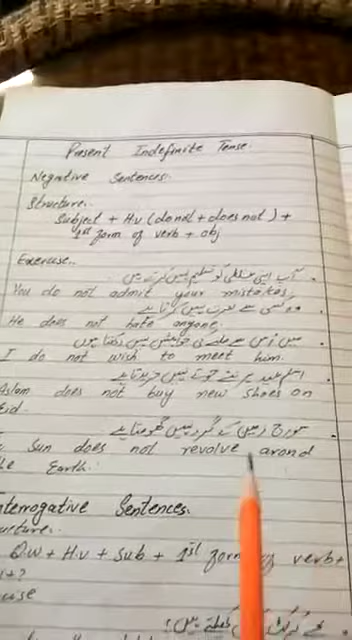 Present Indefinite Tense.
Negative Sentences.
Structure.
Subject + H.v (do not + does not) +
1st form of verb + obj
Exercise..
آپ اپنی غلطی کو تسلیم نہیں کرتے ہیں۔
You do not admit your mistakes.
وہ کسی سے نفرت نہیں کرتا ہے۔
He does not hate anyone.
میں اس سے ملنے کی خواہش نہیں رکھتا ہوں۔
I do not wish to meet him.
اسلم عید پر نئے جوتے نہیں خریدتا ہے۔
Aslam does not buy new shoes on
Eid.
سورج زمین کے گرد نہیں گھومتا ہے۔
Sun does not revolve arond
he Earth.
nterrogative Sentences.
ucture.
Q.w + H.v + sub + 1st form of verb +